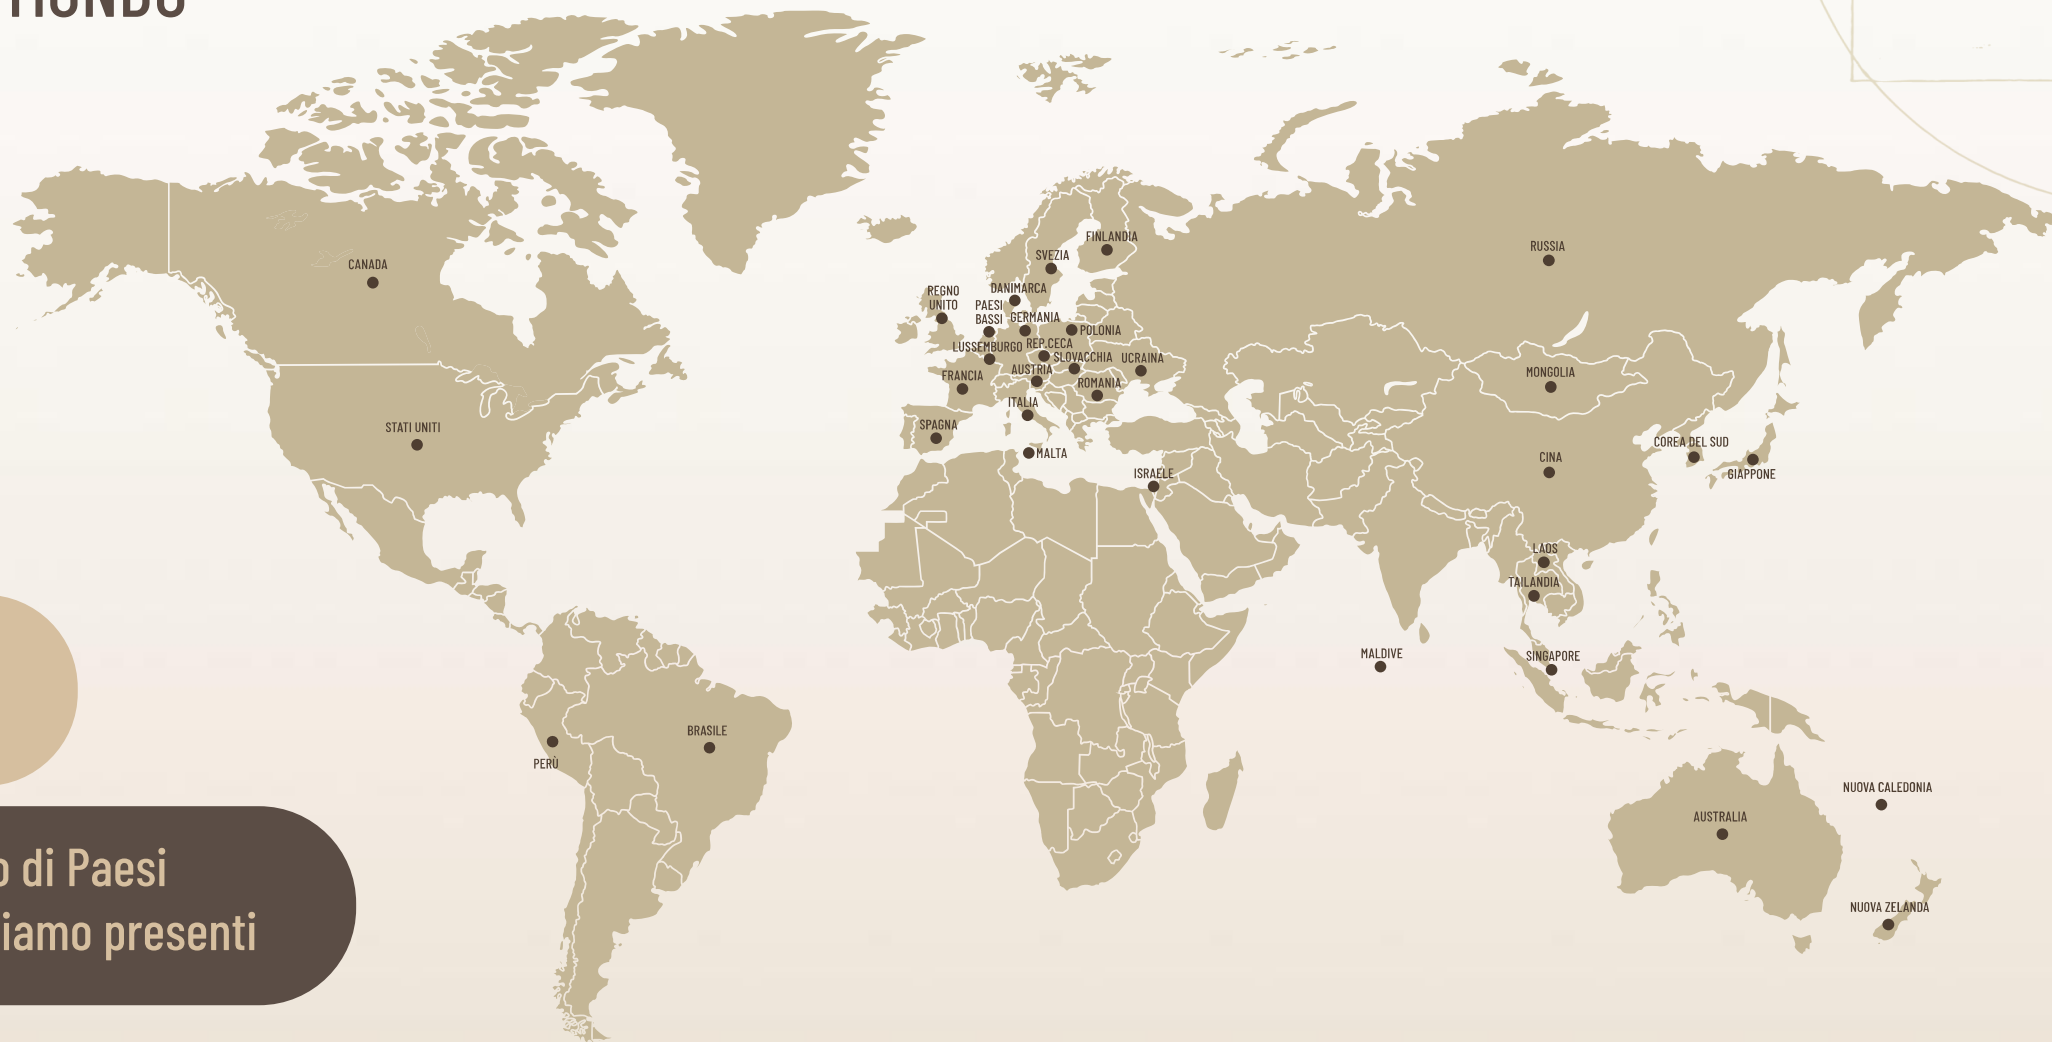 MONDO
FINLANDIA
RUSSIA
SVEZIA
CANADA
DANIMARCA
REGNO
UNITO
PAESI
BASSI
GERMANIA
POLONIA
LUSSEMBURGO
REP.CECA
SLOVACCHIA
UCRAINA
AUSTRIA
MONGOLIA
FRANCIA
ROMANIA
ITALIA
SPAGNA
STATI UNITI
COREA DEL SUD
MALTA
CINA
ISRAELE
GIAPPONE
LAOS
TAILANDIA
MALDIVE
SINGAPORE
BRASILE
PERÙ
NUOVA CALEDONIA
AUSTRALIA
NUOVA ZELANDA
o di Paesi
iamo presenti